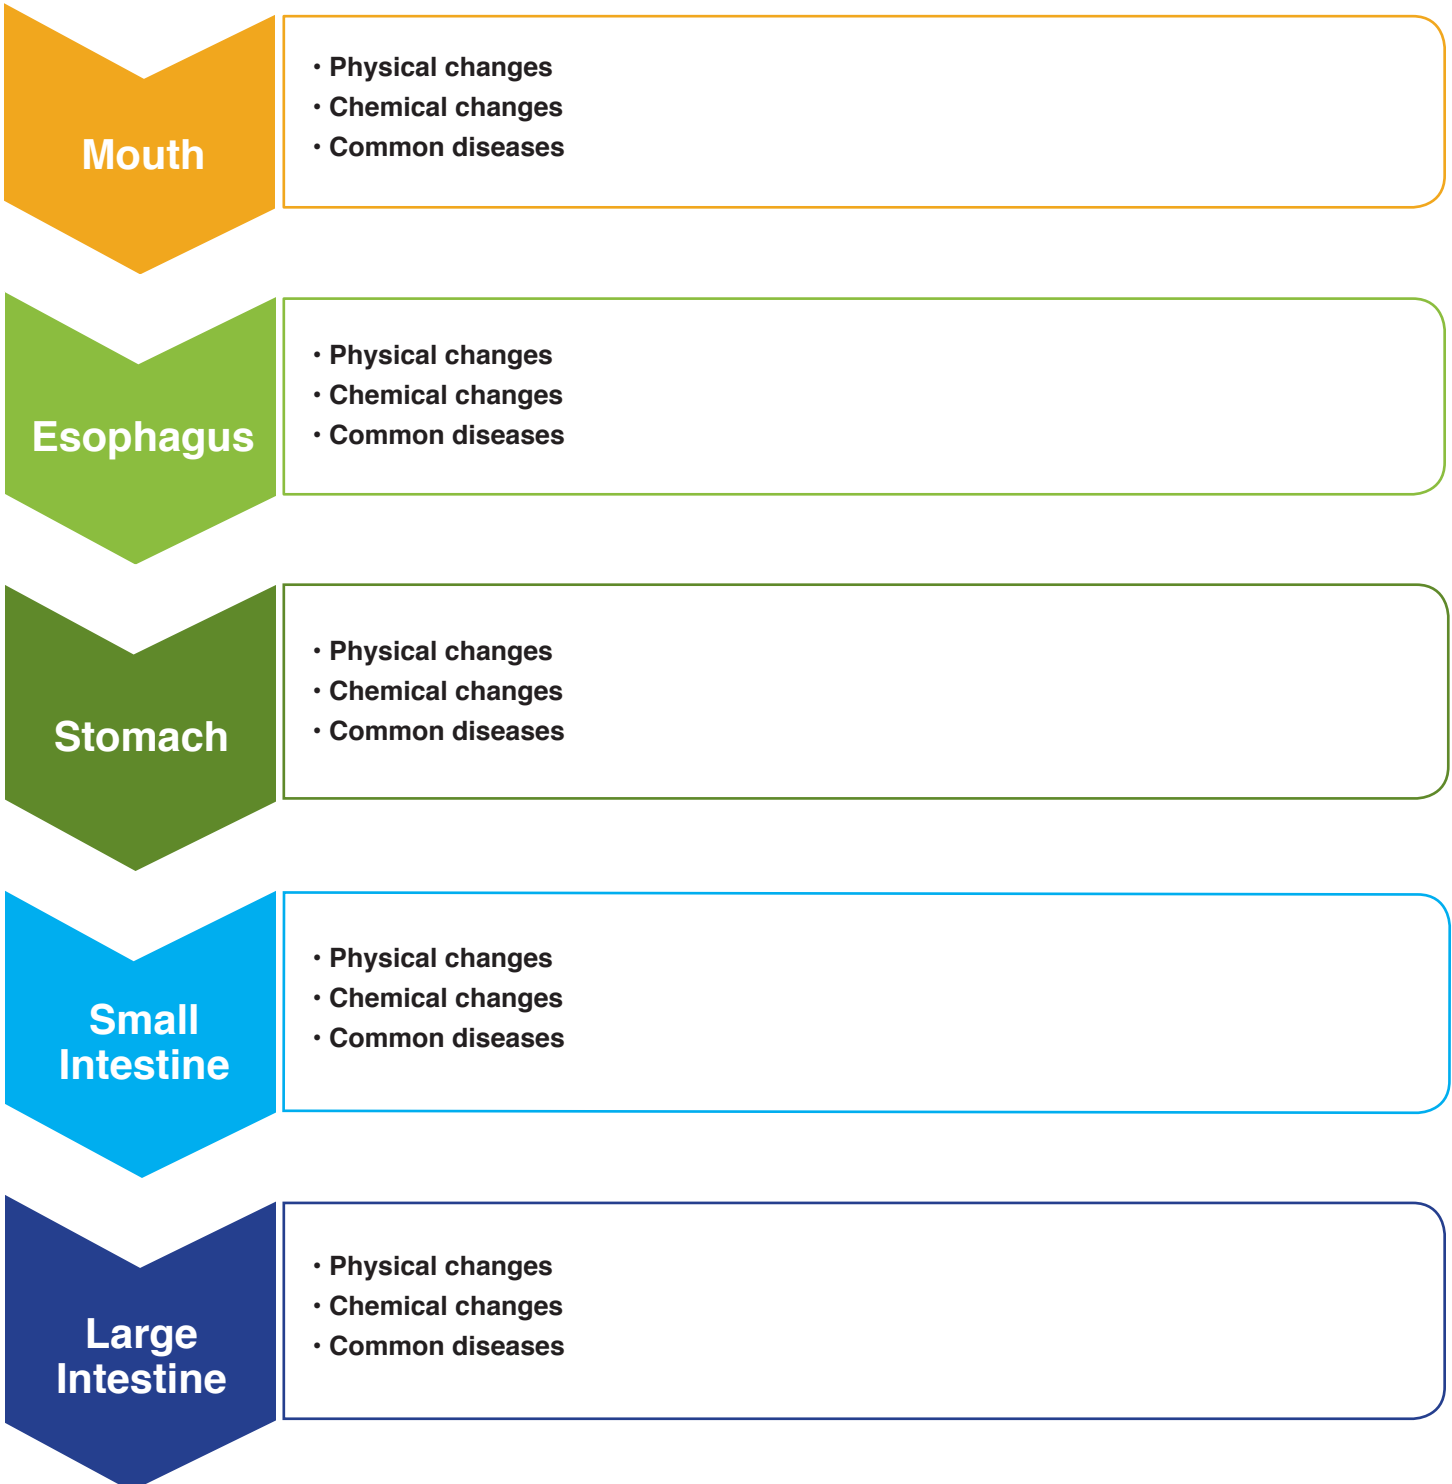 Mouth
• Physical changes
• Chemical changes
• Common diseases
Esophagus
• Physical changes
• Chemical changes
• Common diseases
Stomach
• Physical changes
• Chemical changes
• Common diseases
Small
Intestine
• Physical changes
• Chemical changes
• Common diseases
Large
Intestine
• Physical changes
• Chemical changes
• Common diseases